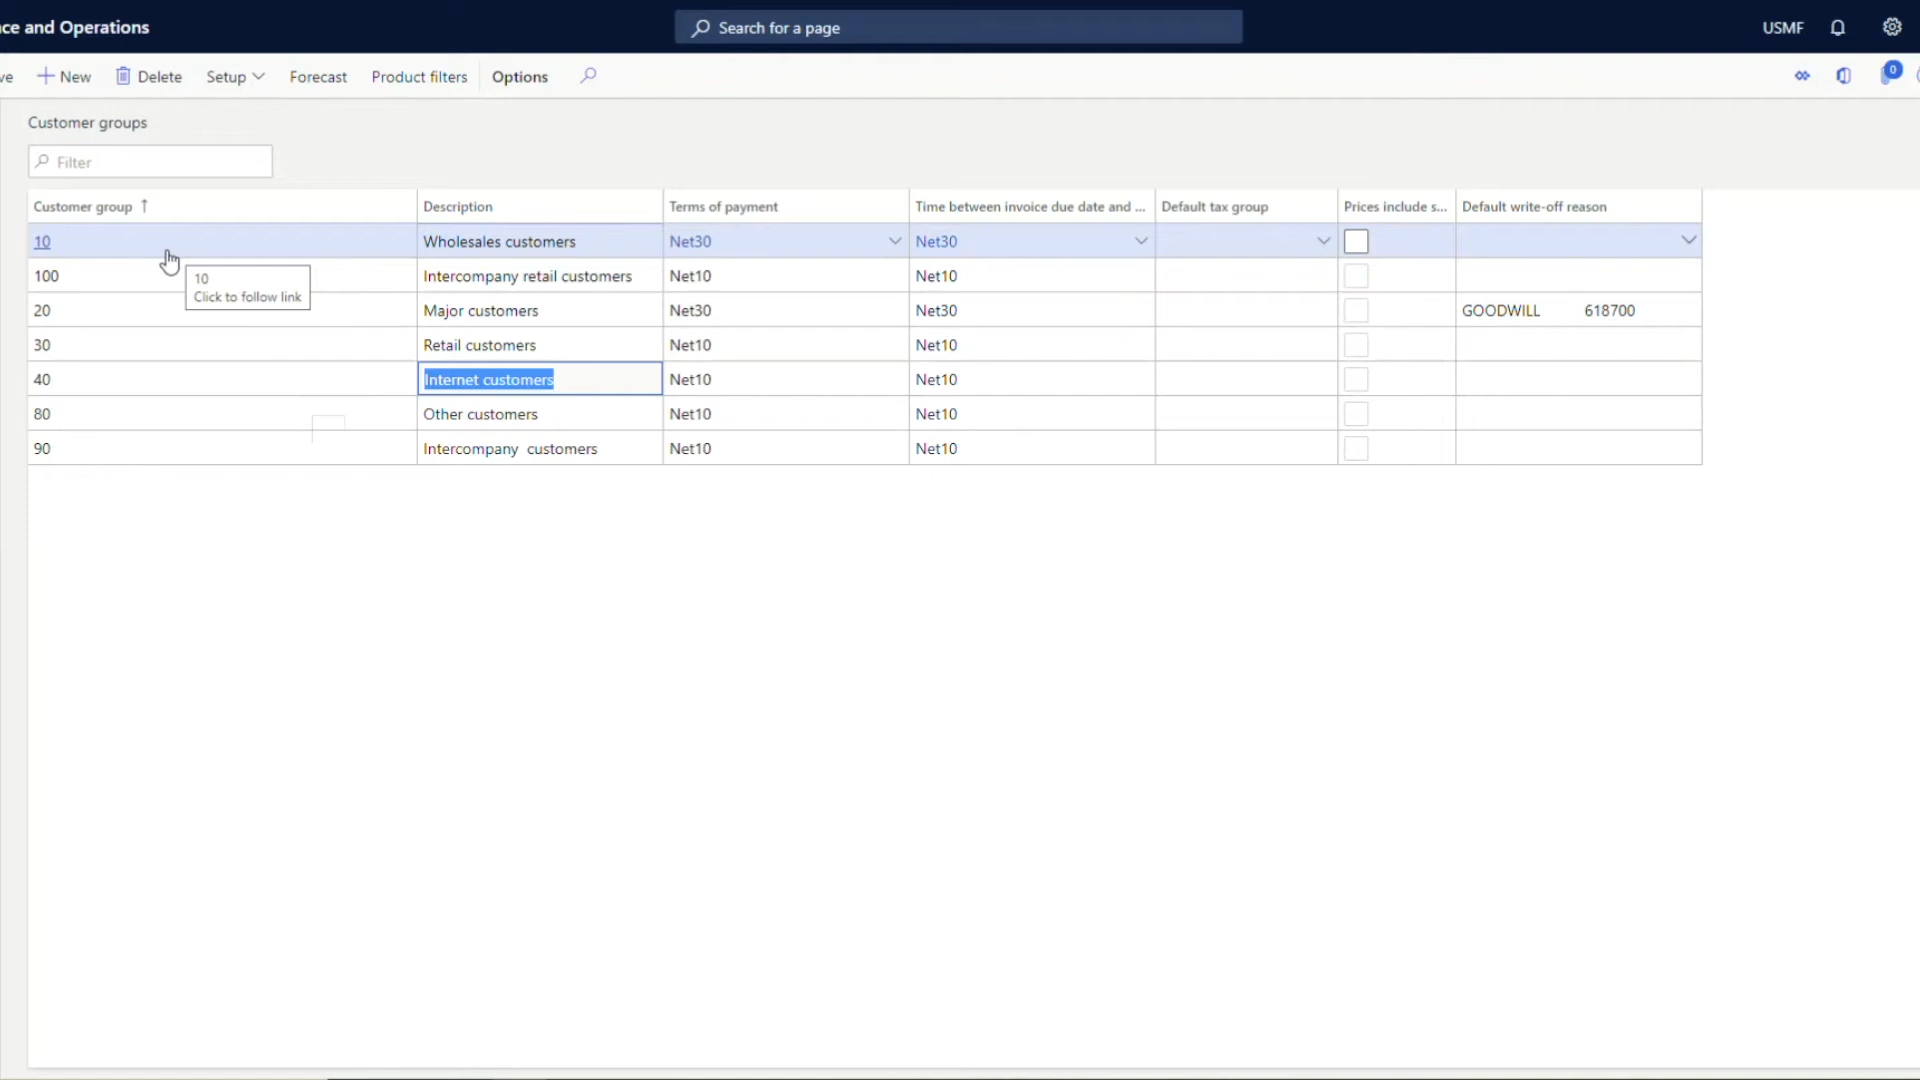 ce and Operations
Search for a page
USMF
ve
New
Delete
Setup
Forecast
Product filters
Options
0
Customer groups
Filter
Customer group ↑ Description Terms of payment Time between invoice due date and ... Default tax group Prices include s... Default write-off reason
10 Wholesales customers Net30 Net30
100 Intercompany retail customers Net10 Net10
10
Click to follow link
20 Major customers Net30 Net30 GOODWILL 618700
30 Retail customers Net10 Net10
40 Internet customers Net10 Net10
80 Other customers Net10 Net10
90 Intercompany customers Net10 Net10